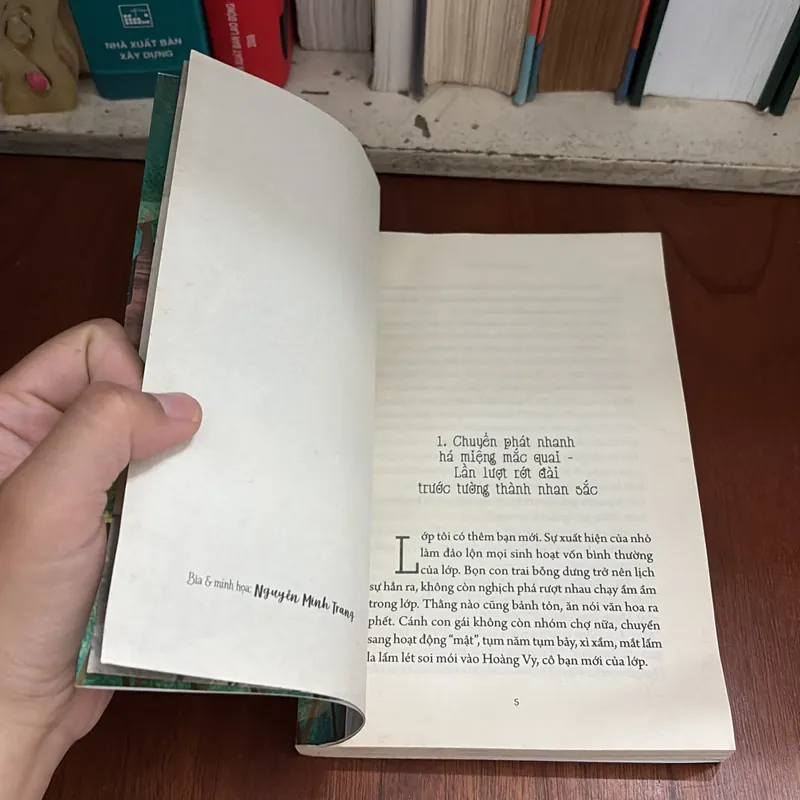 NHÀ XUẤT BẢN
XÂY DỰNG
XUẤT BẢN LAO ĐỘNG
Bìa & minh họa: Nguyễn Minh Trang
1. Chuyển phát nhanh
há miệng mắc quai -
Lần lượt rớt đài
trước tường thành nhan sắc
Lớp tôi có thêm bạn mới. Sự xuất hiện của nhỏ
làm đảo lộn mọi sinh hoạt vốn bình thường
của lớp. Bọn con trai bỗng dưng trở nên lịch
sự hẳn ra, không còn nghịch phá rượt nhau chạy ầm ầm
trong lớp. Thằng nào cũng bảnh tỏn, ăn nói văn hoa ra
phết. Cánh con gái không còn nhóm chợ nữa, chuyển
sang hoạt động “mật”, tụm năm tụm bảy, xì xầm, mắt lấm
la lấm lét soi mói vào Hoàng Vy, cô bạn mới của lớp.
5